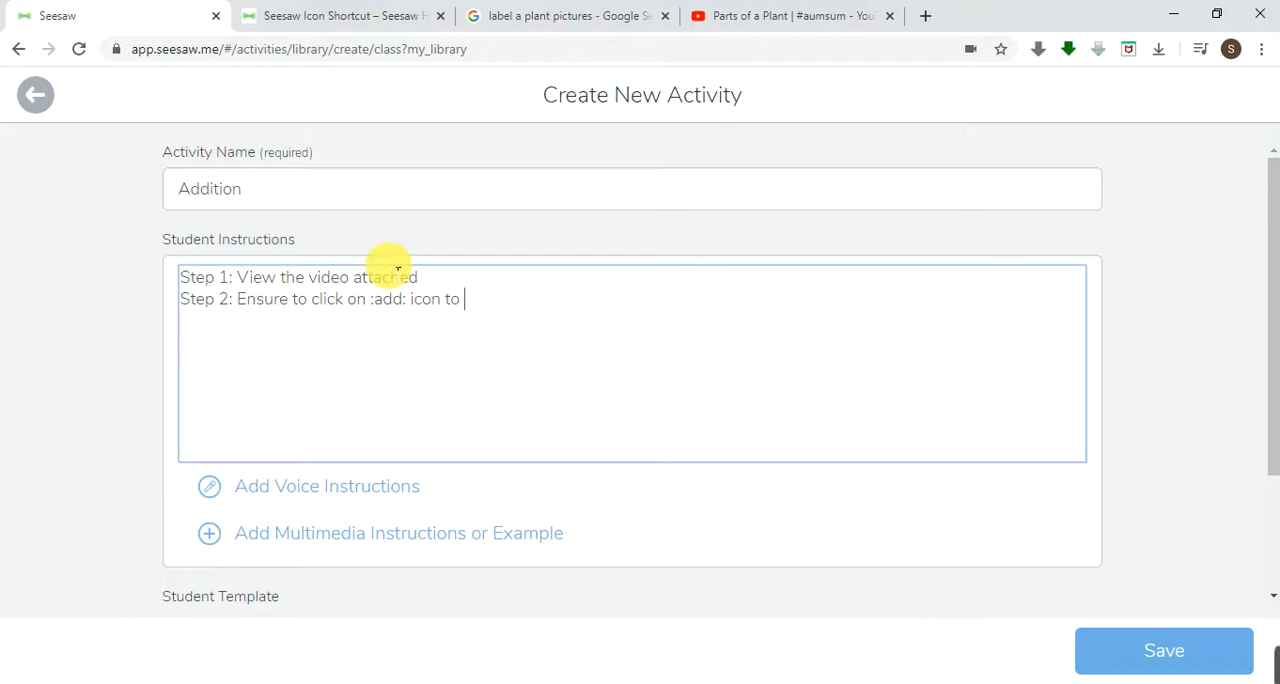 Seesaw
Seesaw Icon Shortcut – Seesaw H
label a plant pictures - Google Se
Parts of a Plant | #aumsum - You
app.seesaw.me/#/activities/library/create/class?my_library
S
Create New Activity
Activity Name (required)
Addition
Student Instructions
Step 1: View the video attached
Step 2: Ensure to click on :add: icon to
Add Voice Instructions
Add Multimedia Instructions or Example
Student Template
Save